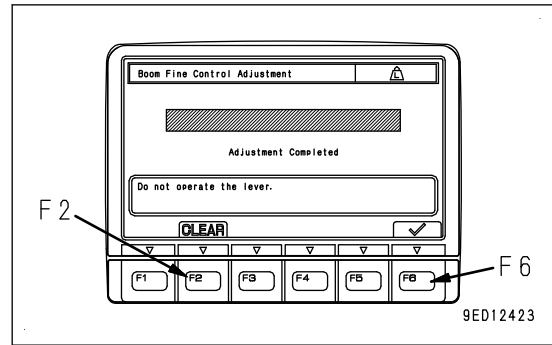 Boom Fine Control Adjustment L
Adjustment Completed
Do not operate the lever.
CLEAR
F2
F6
F1 F2 F3 F4 F5 F6
9ED12423